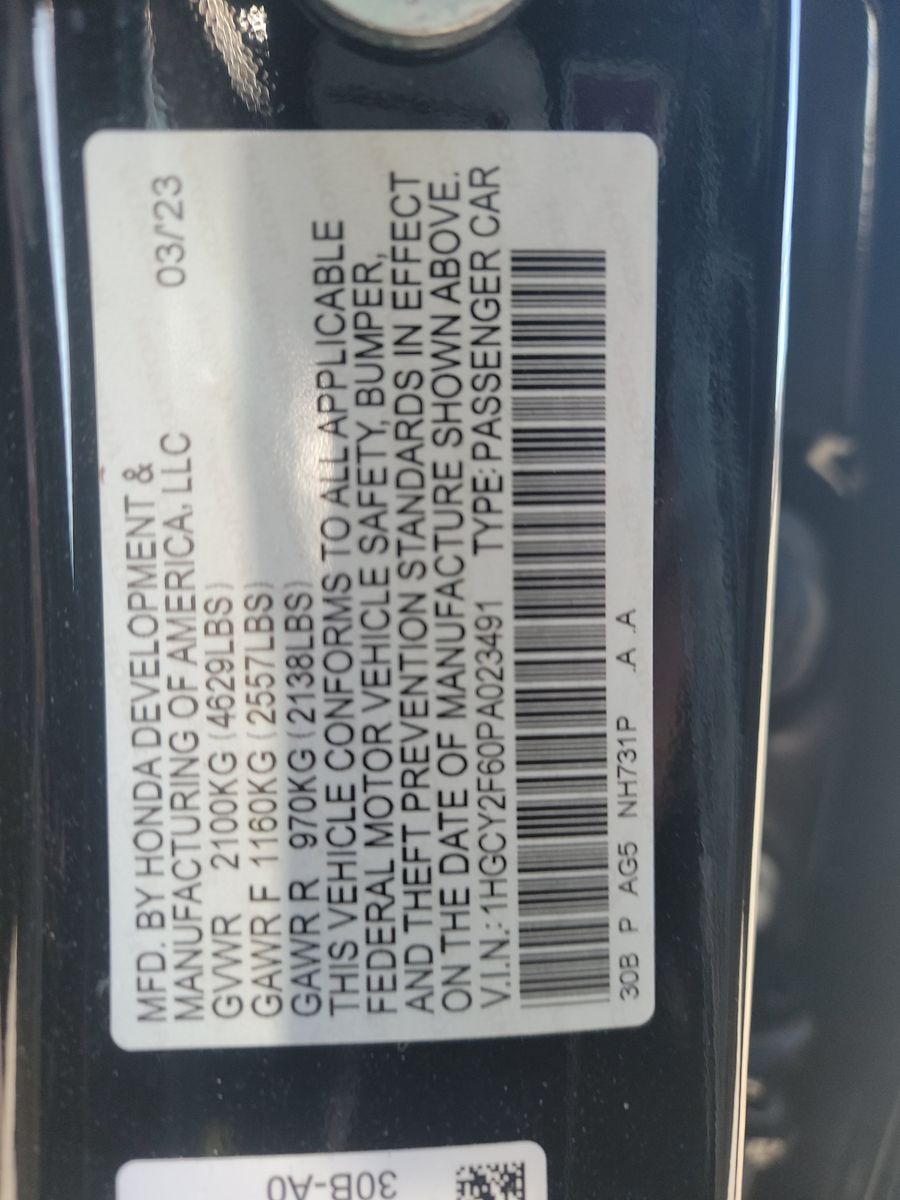 MFD. BY HONDA DEVELOPMENT &
MANUFACTURING OF AMERICA, LLC 03/'23
GVWR 2100KG (4629LBS)
GAWR F 1160KG (2557LBS)
GAWR R 970KG (2138LBS)
THIS VEHICLE CONFORMS TO ALL APPLICABLE
FEDERAL MOTOR VEHICLE SAFETY, BUMPER,
AND THEFT PREVENTION STANDARDS IN EFFECT
ON THE DATE OF MANUFACTURE SHOWN ABOVE.
V.I.N.: 1HGCY2F60PA023491 TYPE: PASSENGER CAR
30B P AG5 NH731P .A .A
30B-A0